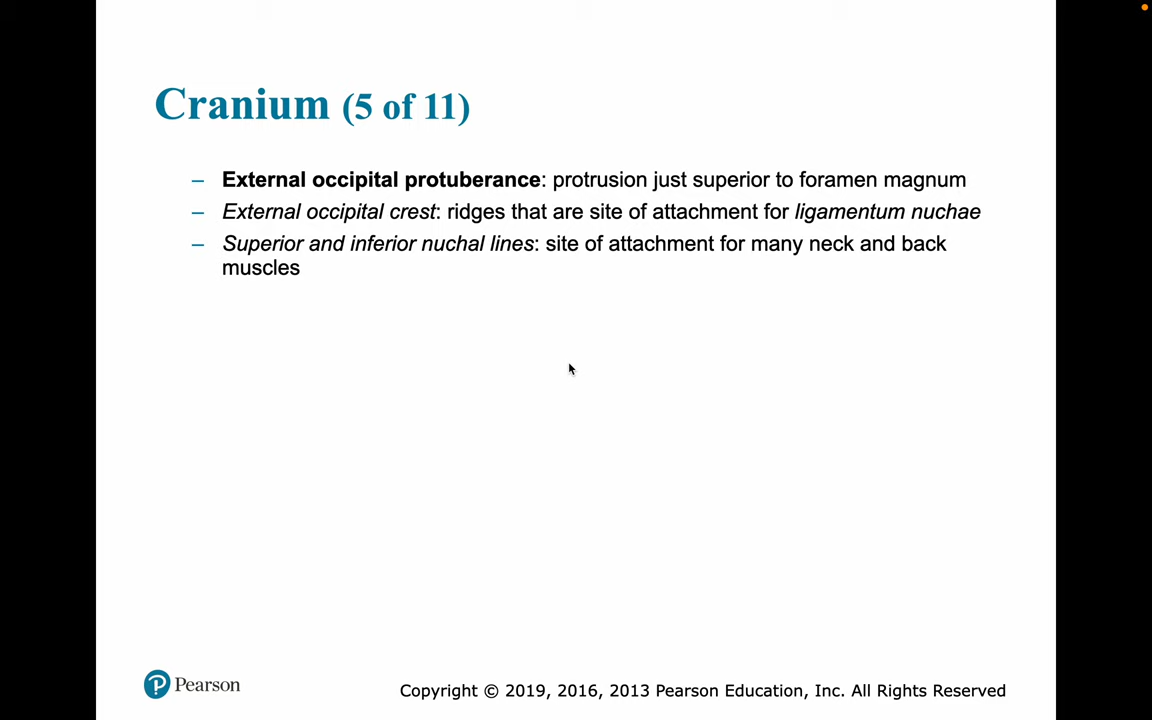 Cranium (5 of 11)
– External occipital protuberance: protrusion just superior to foramen magnum
– External occipital crest: ridges that are site of attachment for ligamentum nuchae
– Superior and inferior nuchal lines: site of attachment for many neck and back
muscles
Pearson
Copyright © 2019, 2016, 2013 Pearson Education, Inc. All Rights Reserved